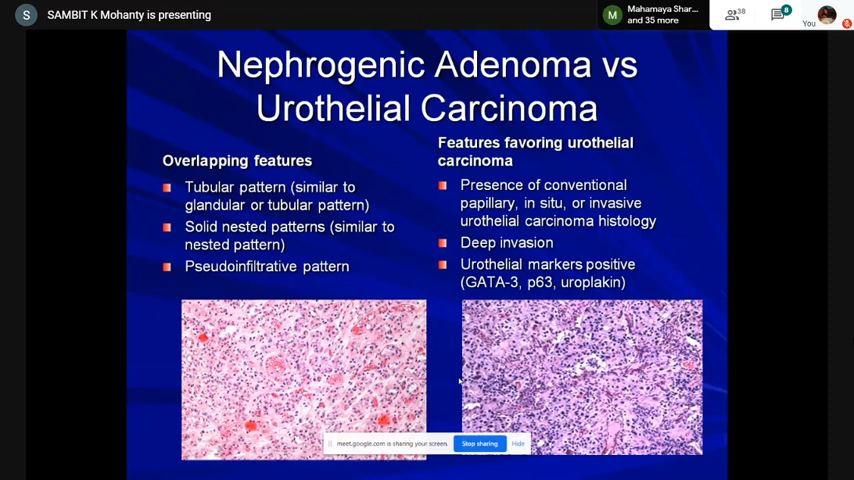 S SAMBIT K Mohanty is presenting
M Mahamaya Shar...
and 35 more
38
8
You
Nephrogenic Adenoma vs
Urothelial Carcinoma
Overlapping features
Tubular pattern (similar to
glandular or tubular pattern)
Solid nested patterns (similar to
nested pattern)
Pseudoinfiltrative pattern
Features favoring urothelial
carcinoma
Presence of conventional
papillary, in situ, or invasive
urothelial carcinoma histology
Deep invasion
Urothelial markers positive
(GATA-3, p63, uroplakin)
meet.google.com is sharing your screen. Stop sharing Hide